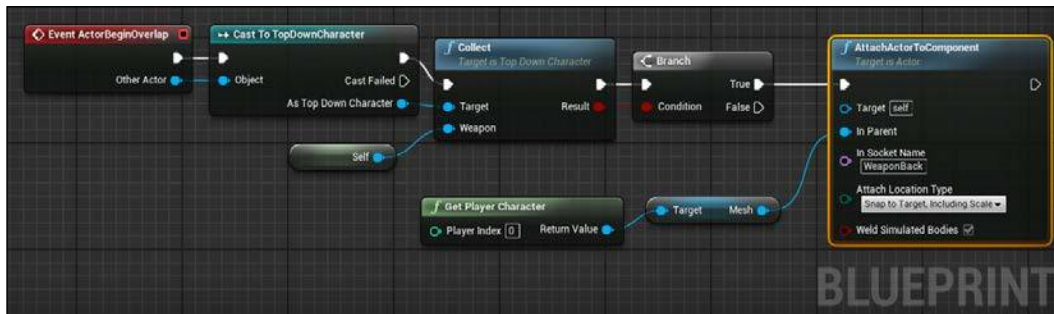 Event ActorBeginOverlap
Other Actor
Cast To TopDownCharacter
Object
Cast Failed
As Top Down Character
Self
f Collect
Target is Top Down Character
Target
Result
Weapon
Branch
True
Condition
False
f Get Player Character
Player Index 0
Return Value
Target
Mesh
f AttachActorToComponent
Target is Actor
Target self
In Parent
In Socket Name
WeaponBack
Attach Location Type
Snap to Target, Including Scale
Weld Simulated Bodies
BLUEPRINT